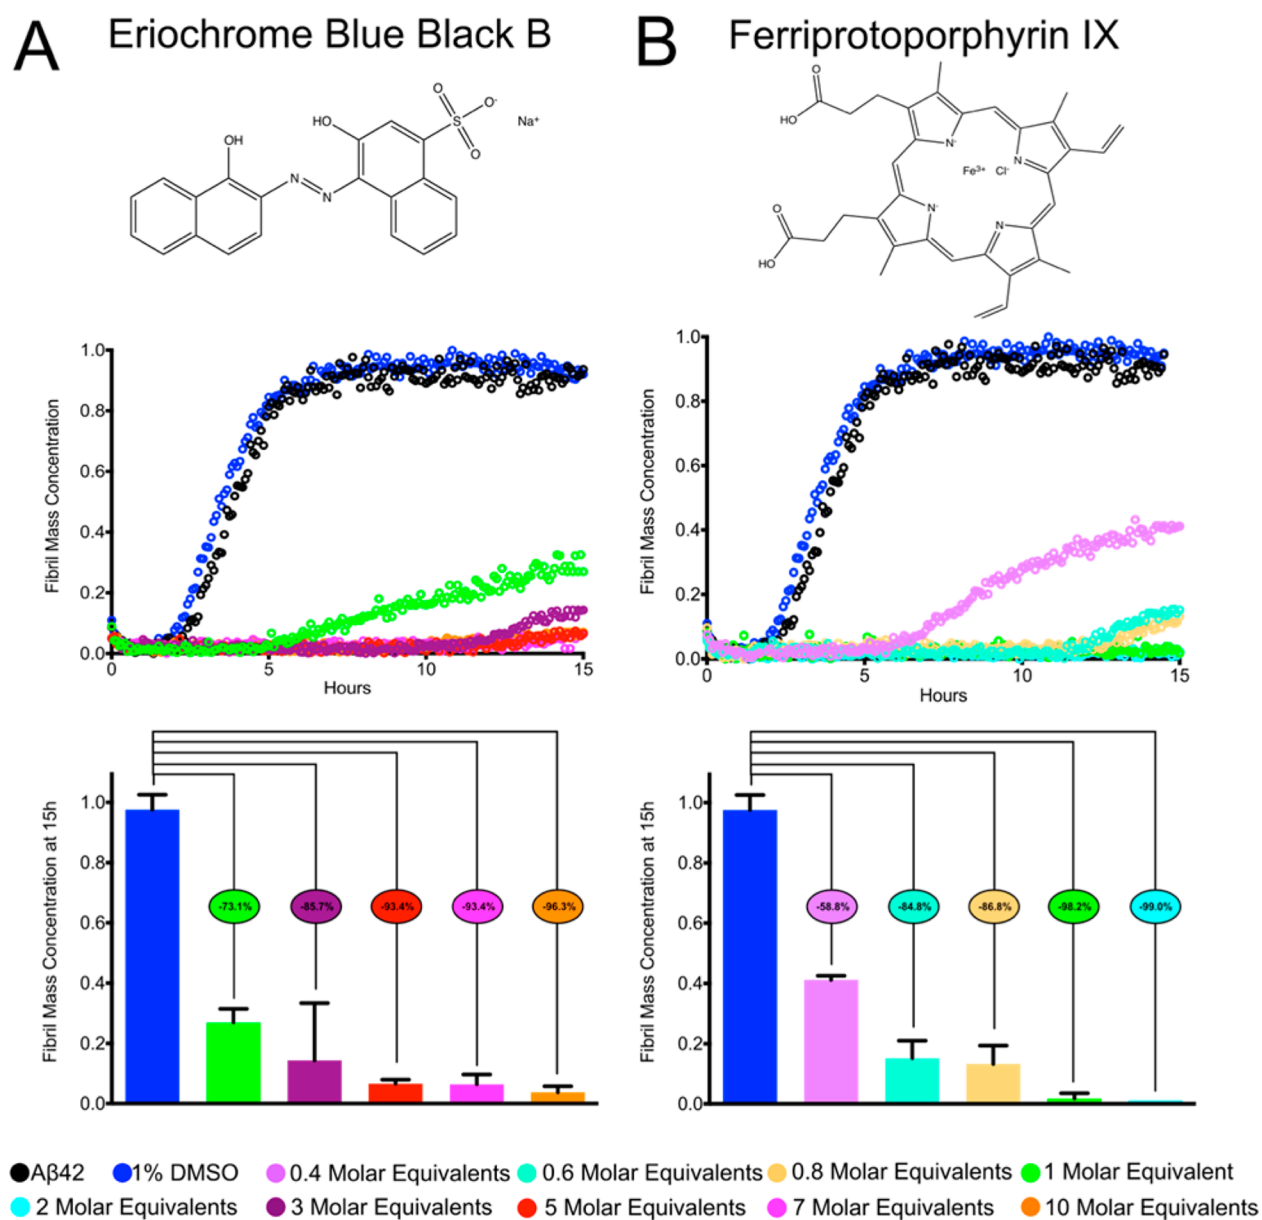 A Eriochrome Blue Black B
OH
HO
N
N
O
S
O-
O
Na+
B Ferriprotoporphyrin IX
O
HO
N-
N
Fe3+ Cl-
N-
N
O
HO
Fibril Mass Concentration
1.0
0.8
0.6
0.4
0.2
0.0
0 5 10 15
Hours
Fibril Mass Concentration
1.0
0.8
0.6
0.4
0.2
0.0
0 5 10 15
Hours
Fibril Mass Concentration at 15h
1.0
0.8
0.6
0.4
0.2
0.0
-73.1% -85.7% -93.4% -93.4% -96.3%
Fibril Mass Concentration at 15h
1.0
0.8
0.6
0.4
0.2
0.0
-58.8% -84.8% -86.8% -98.2% -99.0%
Aβ42 1% DMSO 0.4 Molar Equivalents 0.6 Molar Equivalents 0.8 Molar Equivalents 1 Molar Equivalent
2 Molar Equivalents 3 Molar Equivalents 5 Molar Equivalents 7 Molar Equivalents 10 Molar Equivalents